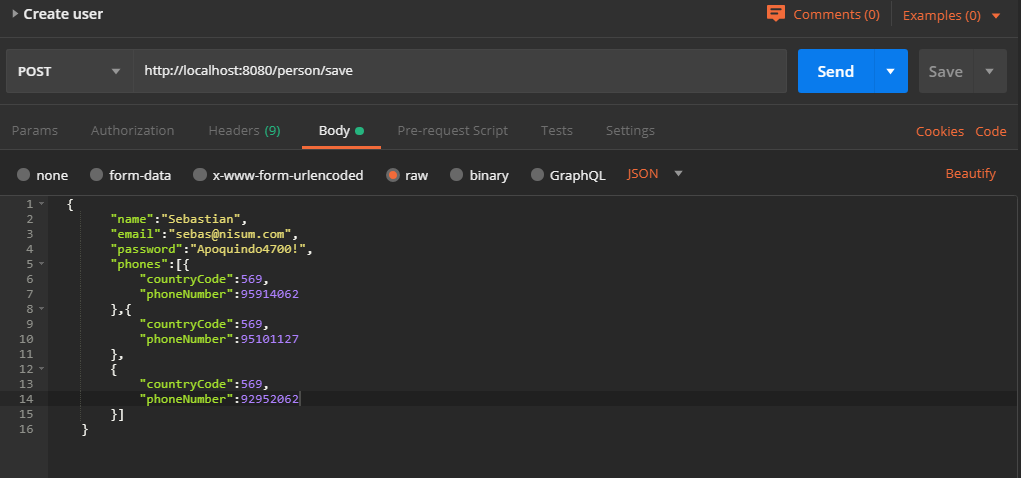 Create user
Comments (0)
Examples (0)
POST
http://localhost:8080/person/save
Send
Save
Params
Authorization
Headers (9)
Body
Pre-request Script
Tests
Settings
Cookies
Code
none
form-data
x-www-form-urlencoded
raw
binary
GraphQL
JSON
Beautify
1 {
2 "name":"Sebastian",
3 "email":"sebas@nisum.com",
4 "password":"Apoquindo4700!",
5 "phones":[{
6 "countryCode":569,
7 "phoneNumber":95914062
8 },{
9 "countryCode":569,
10 "phoneNumber":95101127
11 },
12 {
13 "countryCode":569,
14 "phoneNumber":92952062
15 }]
16 }